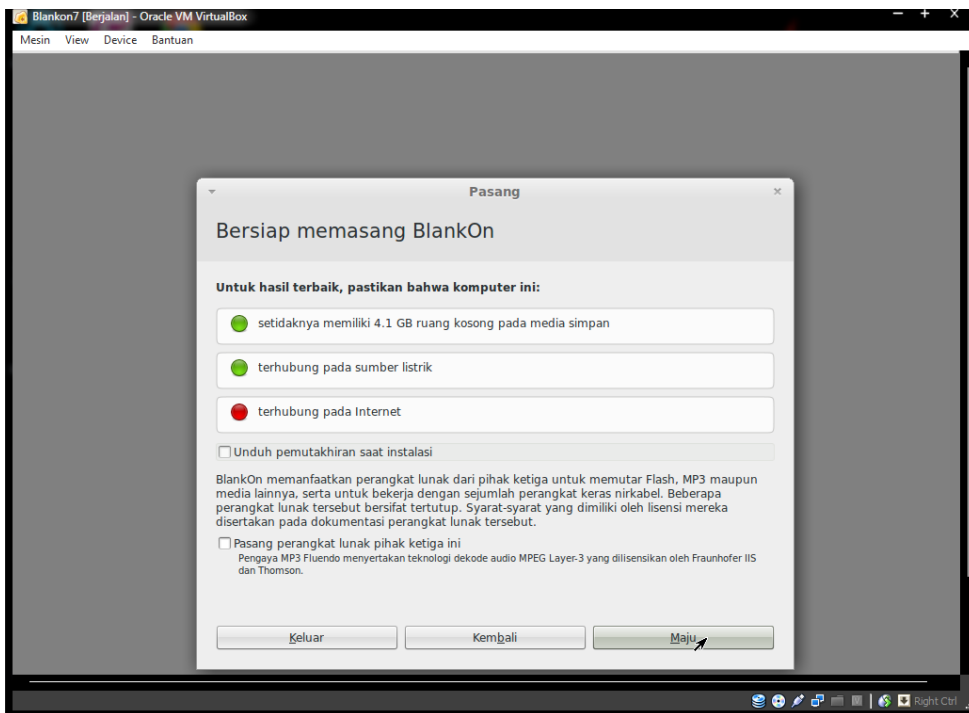 Blankon7 [Berjalan] - Oracle VM VirtualBox
Mesin View Device Bantuan
Pasang
Bersiap memasang BlankOn
Untuk hasil terbaik, pastikan bahwa komputer ini:
setidaknya memiliki 4.1 GB ruang kosong pada media simpan
terhubung pada sumber listrik
terhubung pada Internet
Unduh pemutakhiran saat instalasi
BlankOn memanfaatkan perangkat lunak dari pihak ketiga untuk memutar Flash, MP3 maupun
media lainnya, serta untuk bekerja dengan sejumlah perangkat keras nirkabel. Beberapa
perangkat lunak tersebut bersifat tertutup. Syarat-syarat yang dimiliki oleh lisensi mereka
disertakan pada dokumentasi perangkat lunak tersebut.
Pasang perangkat lunak pihak ketiga ini
Pengaya MP3 Fluendo menyertakan teknologi dekode audio MPEG Layer-3 yang dilisensikan oleh Fraunhofer IIS
dan Thomson.
Keluar Kembali Maju
Right Ctrl